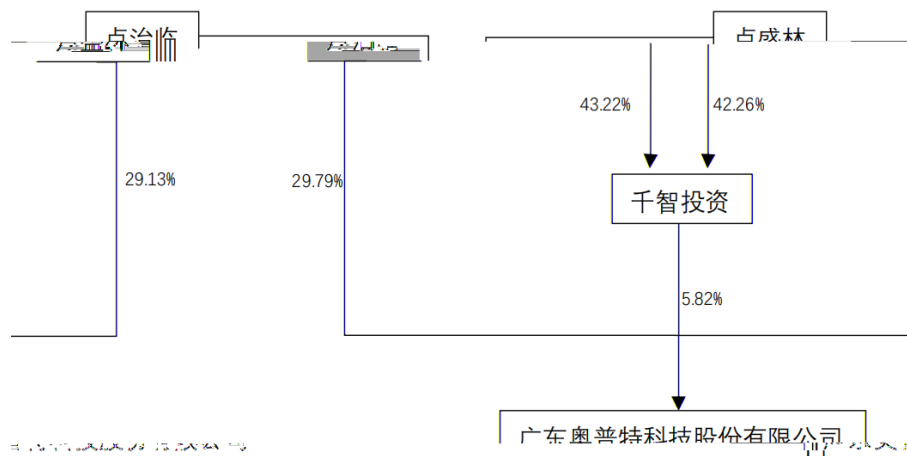 卢治临
卢盛林
43.22%
42.26%
29.13%
29.79%
千智投资
5.82%
广东奥普特科技股份有限公司